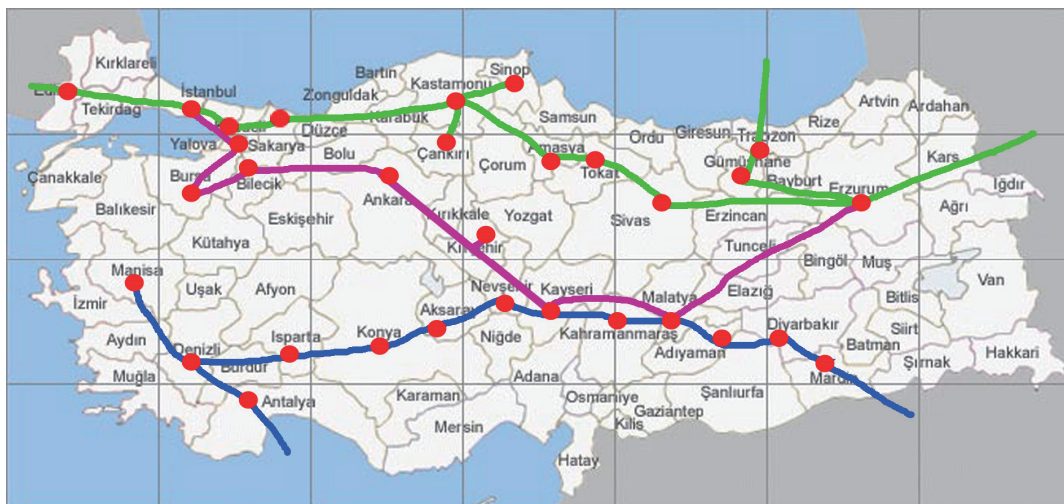 Kırklareli
Tekirdag
İstanbul
Yalova
Sakarya
Düzce
Zonguldak
Bartın
Karabuk
Kastamonu
Sinop
Samsun
Ordu
Giresun
Trabzon
Rize
Artvin
Ardahan
Kars
Iğdır
Çanakkale
Balıkesir
Bursa
Bilecik
Bolu
Çankırı
Çorum
Amasya
Tokat
Gümüşhane
Bayburt
Erzurum
Ağrı
Kütahya
Eskişehir
Ankara
Kırıkkale
Kırşehir
Yozgat
Sivas
Erzincan
Tunceli
Bingöl
Muş
Van
Manisa
İzmir
Uşak
Afyon
Aksaray
Nevşehir
Kayseri
Malatya
Elazığ
Bitlis
Aydın
Denizli
Isparta
Burdur
Konya
Niğde
Kahramanmaraş
Adıyaman
Diyarbakır
Batman
Siirt
Şırnak
Hakkari
Muğla
Antalya
Karaman
Mersin
Adana
Osmaniye
Gaziantep
Kilis
Hatay
Şanlıurfa
Mardin